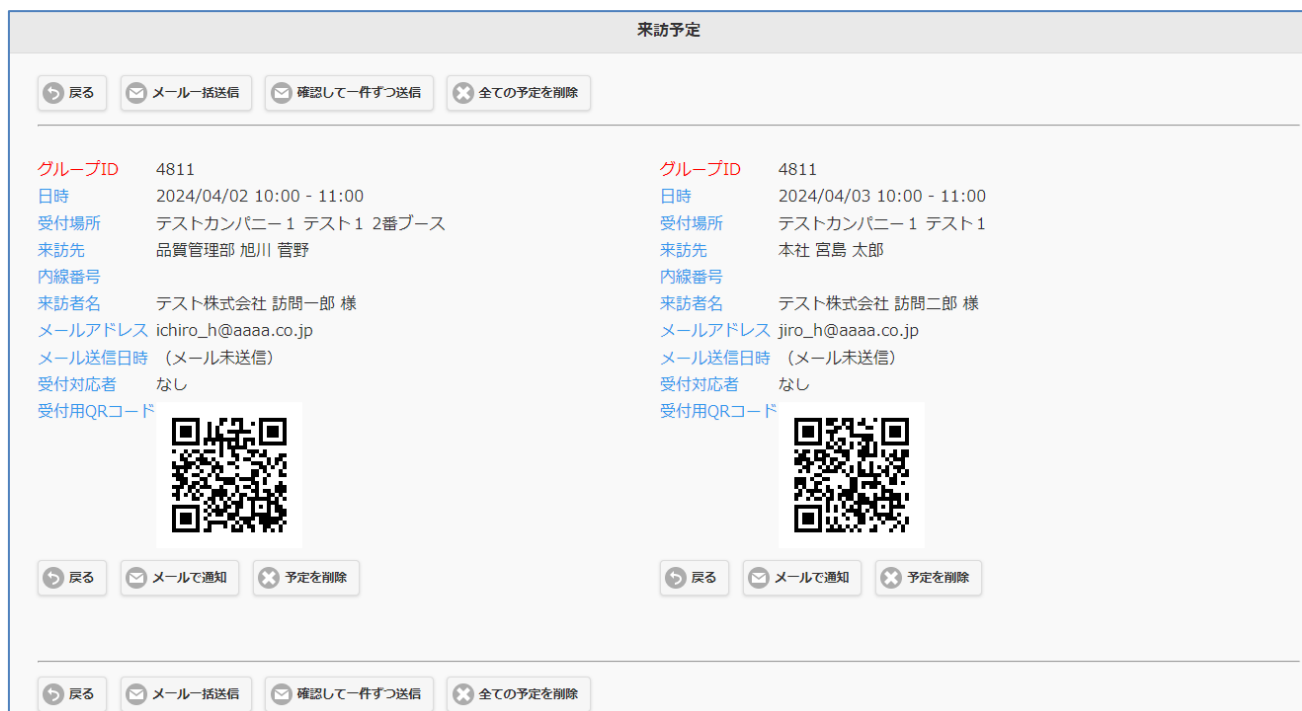 来訪予定
戻る メール一括送信 確認して一件ずつ送信 全ての予定を削除
グループID 4811
日時 2024/04/02 10:00 - 11:00
受付場所 テストカンパニー１ テスト１ 2番ブース
来訪先 品質管理部 旭川 菅野
内線番号
来訪者名 テスト株式会社 訪問一郎 様
メールアドレス ichiro_h@aaaa.co.jp
メール送信日時 （メール未送信）
受付対応者 なし
受付用QRコード
戻る メールで通知 予定を削除
グループID 4811
日時 2024/04/03 10:00 - 11:00
受付場所 テストカンパニー１ テスト１
来訪先 本社 宮島 太郎
内線番号
来訪者名 テスト株式会社 訪問二郎 様
メールアドレス jiro_h@aaaa.co.jp
メール送信日時 （メール未送信）
受付対応者 なし
受付用QRコード
戻る メールで通知 予定を削除
戻る メール一括送信 確認して一件ずつ送信 全ての予定を削除